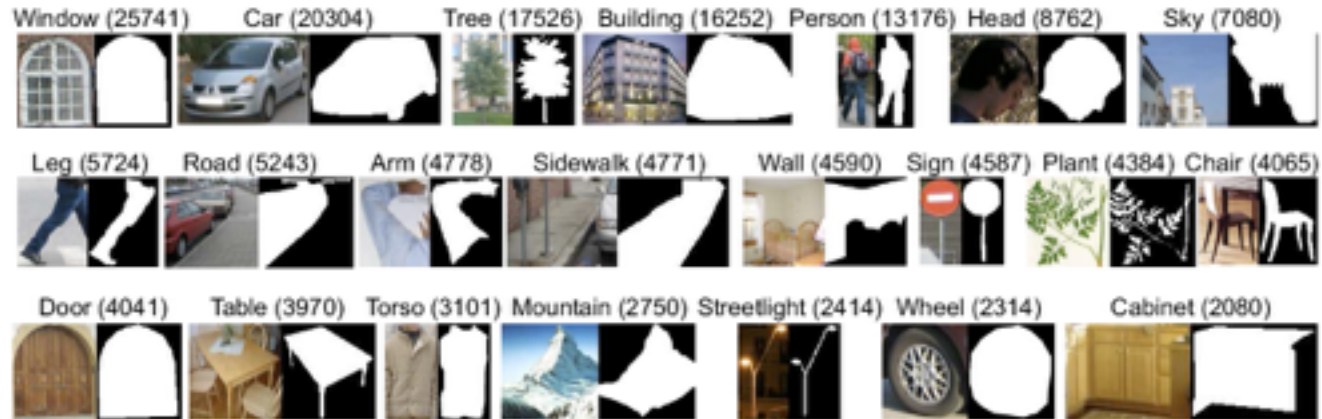 Window (25741) Car (20304) Tree (17526) Building (16252) Person (13176) Head (8762) Sky (7080)
Leg (5724) Road (5243) Arm (4778) Sidewalk (4771) Wall (4590) Sign (4587) Plant (4384) Chair (4065)
Door (4041) Table (3970) Torso (3101) Mountain (2750) Streetlight (2414) Wheel (2314) Cabinet (2080)